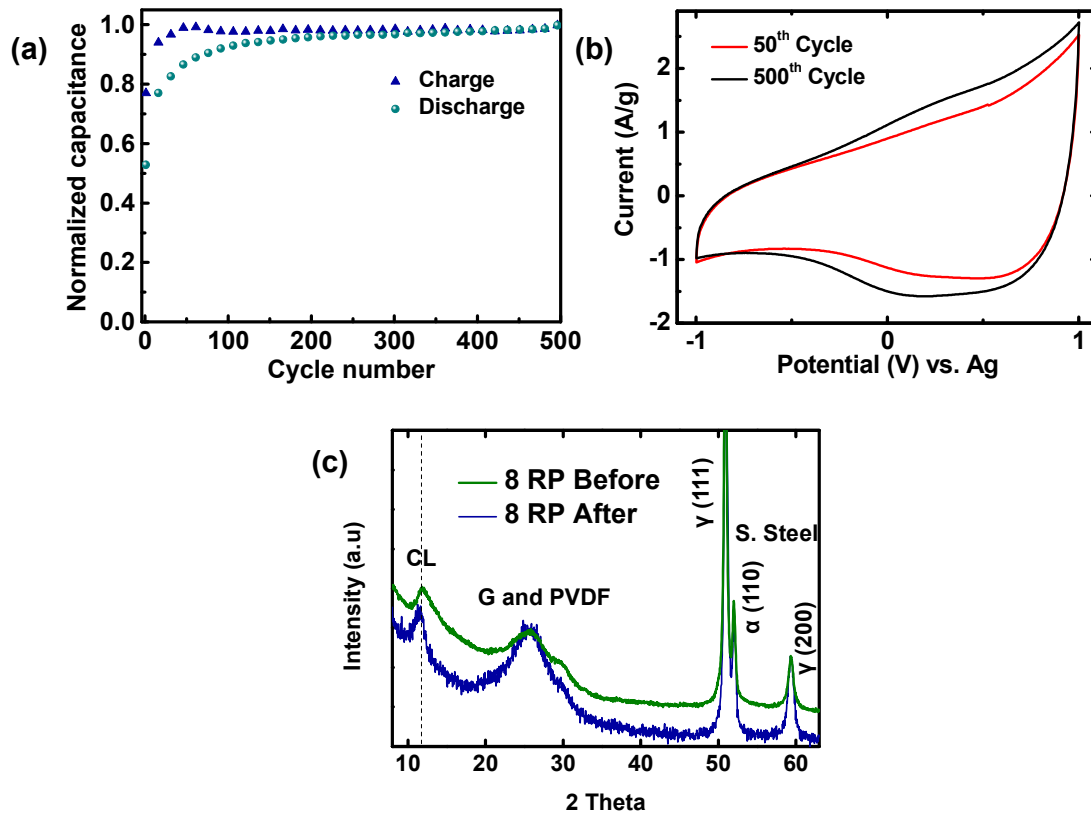 (a)
1.0
0.8
0.6
0.4
0.2
0.0
Normalized capacitance
Charge
Discharge
0 100 200 300 400 500
Cycle number
(b)
2
1
0
-1
-2
Current (A/g)
50th Cycle
500th Cycle
-1 0 1
Potential (V) vs. Ag
(c)
Intensity (a.u)
8 RP Before
8 RP After
CL
G and PVDF
γ (111)
S. Steel
α (110)
γ (200)
10 20 30 40 50 60
2 Theta